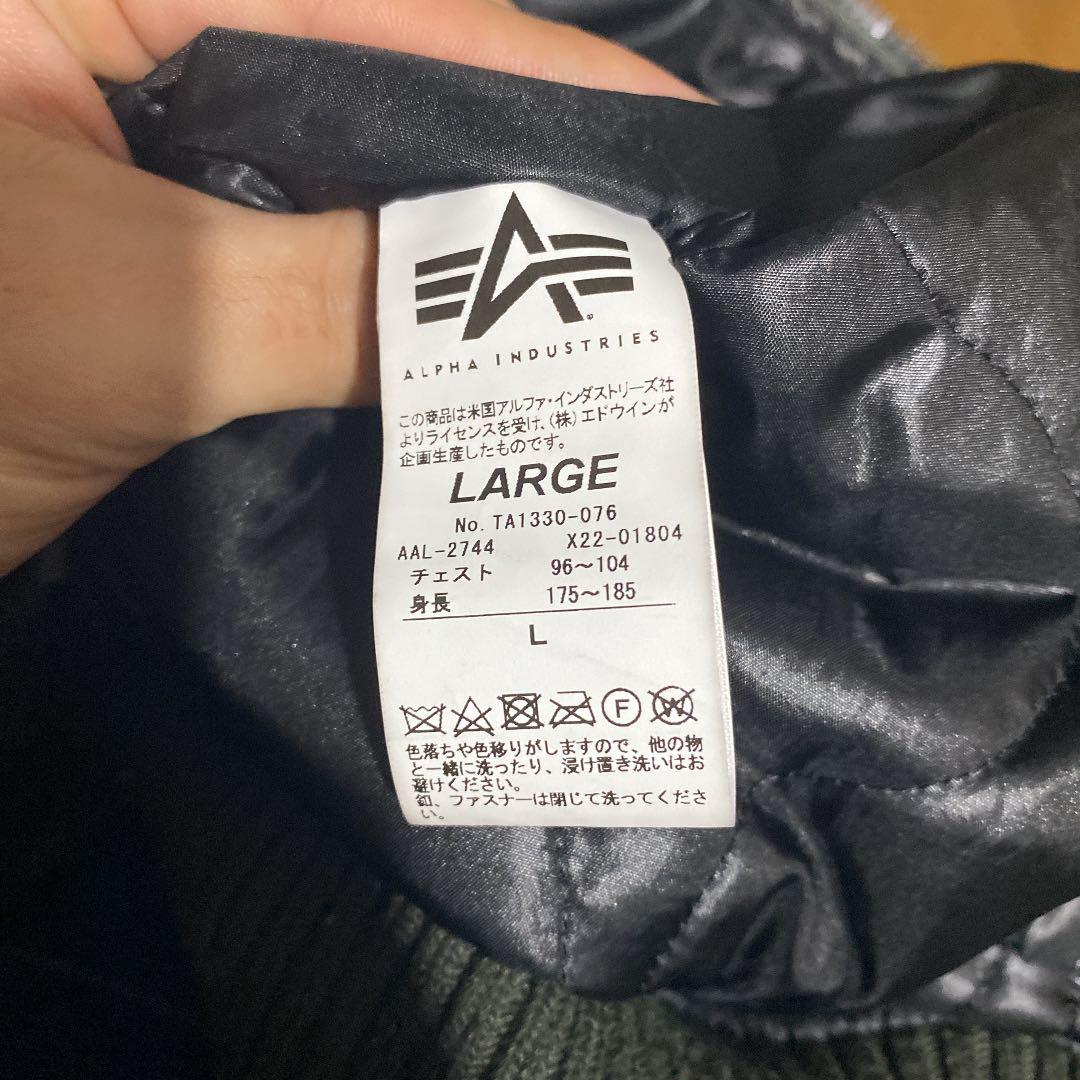 ALPHA INDUSTRIES
この商品は米国アルファ・インダストリーズ社
よりライセンスを受け、(株)エドウインが
企画生産したものです。
LARGE
No. TA1330-076
AAL-2744 X22-01804
チェスト 96～104
身長 175～185
L
F W
色落ちや色移りがしますので、他の物
と一緒に洗ったり、浸け置き洗いはお
避けください。
釦、ファスナーは閉じて洗ってくださ
い。